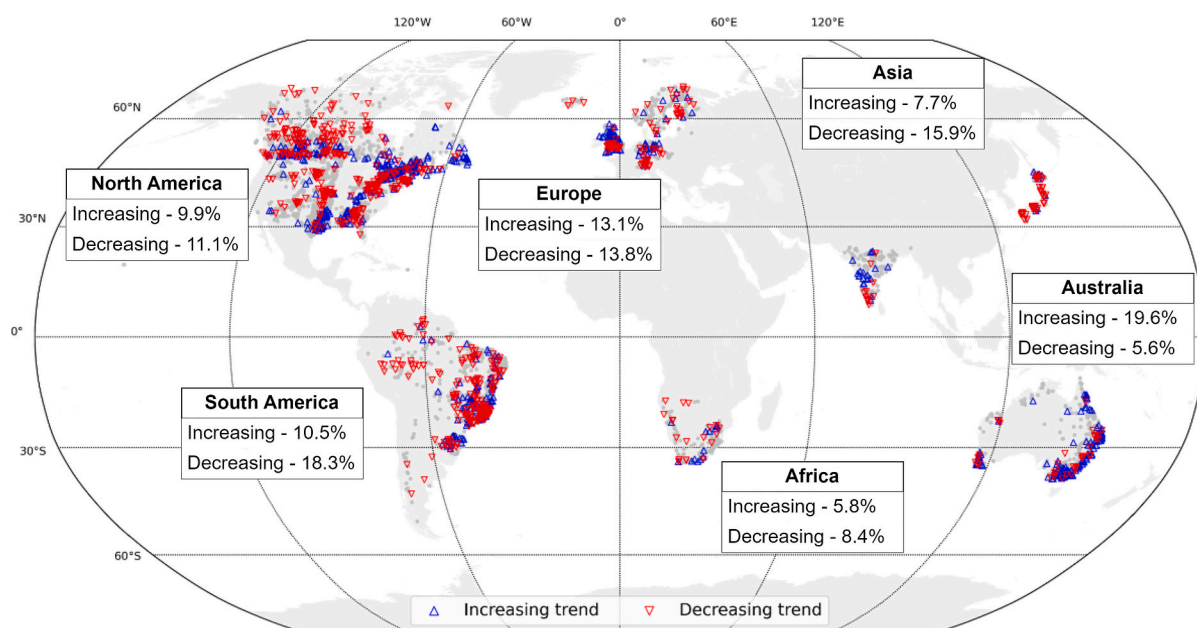 120°W 60°W 0° 60°E 120°E
60°N
30°N
0°
30°S
60°S
Asia
Increasing - 7.7%
Decreasing - 15.9%
North America
Increasing - 9.9%
Decreasing - 11.1%
Europe
Increasing - 13.1%
Decreasing - 13.8%
Australia
Increasing - 19.6%
Decreasing - 5.6%
South America
Increasing - 10.5%
Decreasing - 18.3%
Africa
Increasing - 5.8%
Decreasing - 8.4%
Increasing trend Decreasing trend